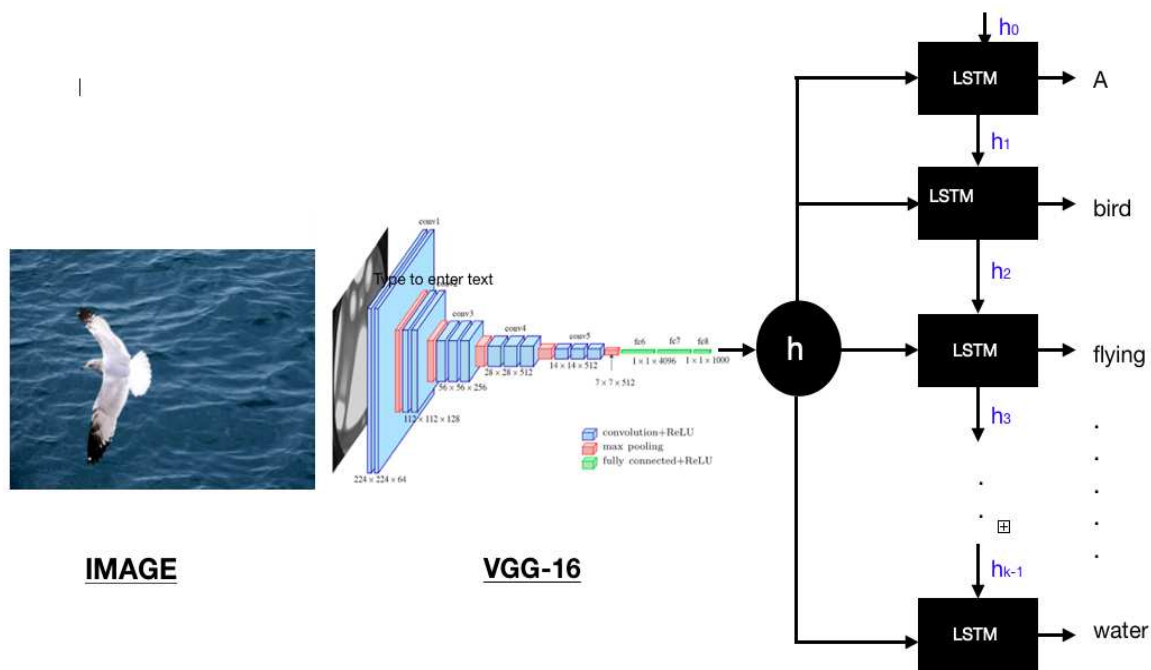 h0
LSTM
A
h1
LSTM
bird
h2
conv1
Type to enter text
conv3
conv4
conv5
fc6
fc7
fc8
h
LSTM
flying
1 × 1 × 4096
1 × 1 × 1000
14 × 14 × 512
28 × 28 × 512
7 × 7 × 512
56 × 56 × 256
112 × 112 × 128
h3
convolution+ReLU
max pooling
fully connected+ReLU
224 × 224 × 64
IMAGE
VGG-16
hk-1
LSTM
water